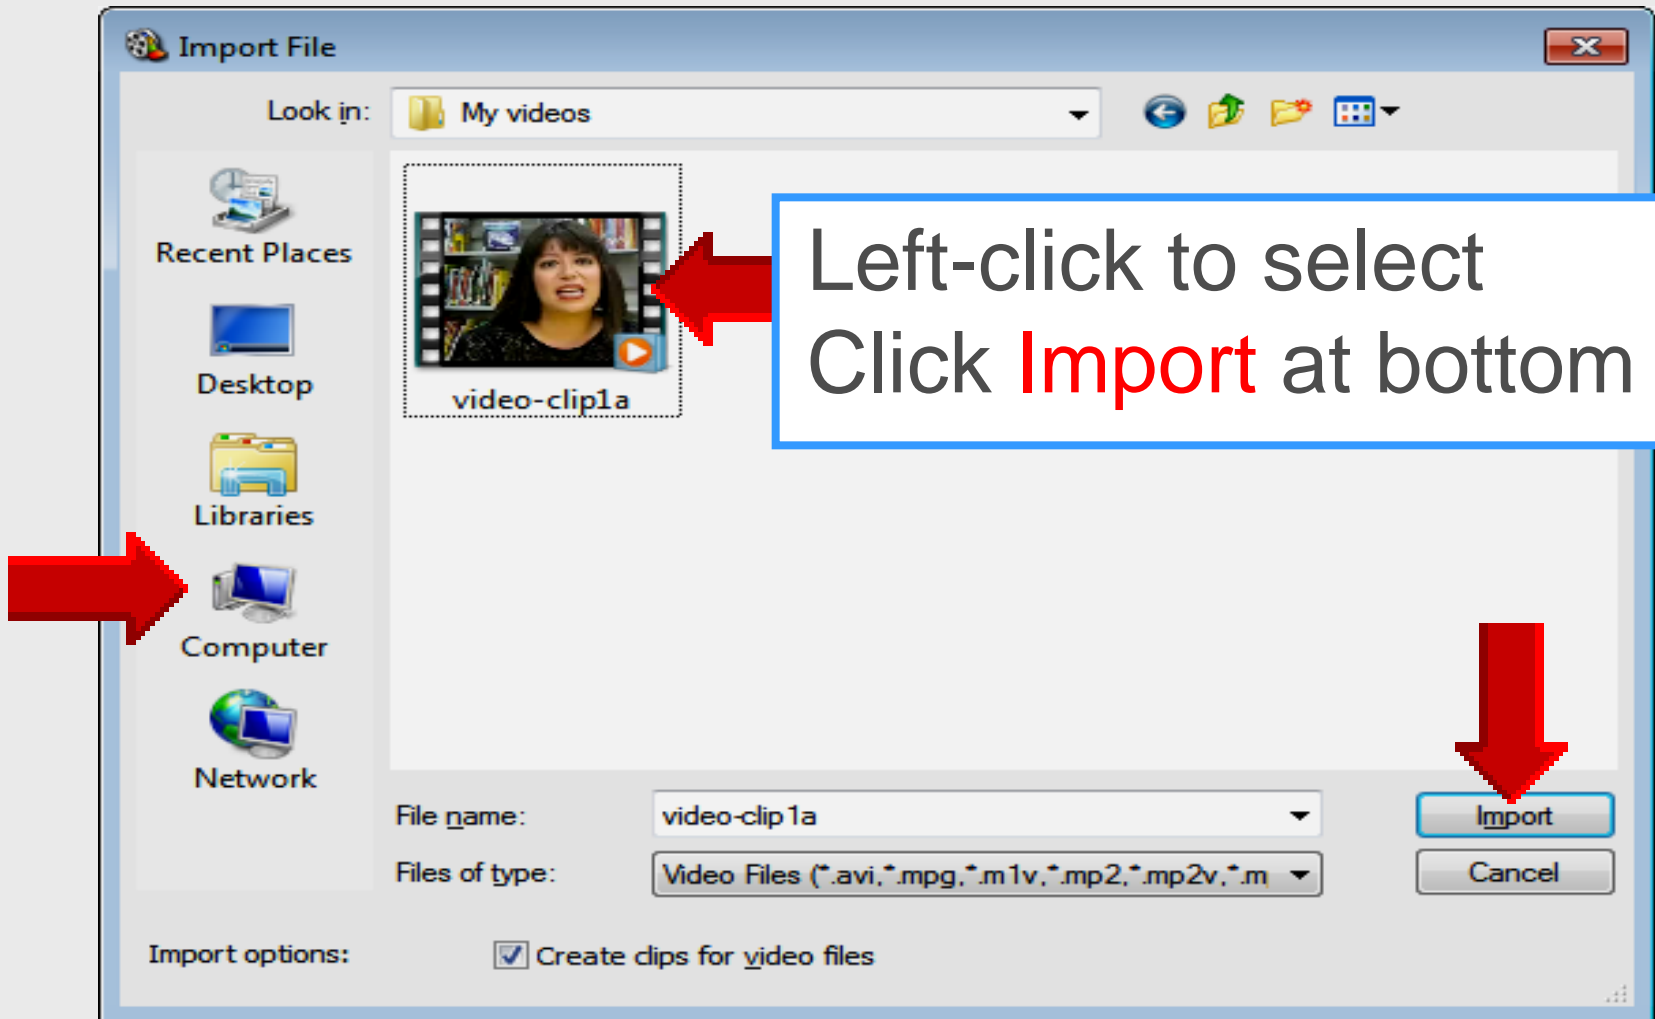 Import File
Look in:
My videos
Recent Places
Desktop
Libraries
Computer
Network
video-clip1a
Left-click to select
Click Import at bottom
File name:
video-clip1a
Import
Files of type:
Video Files (*.avi,*.mpg,*.m1v,*.mp2,*.mp2v,*.m
Cancel
Import options:
Create clips for video files